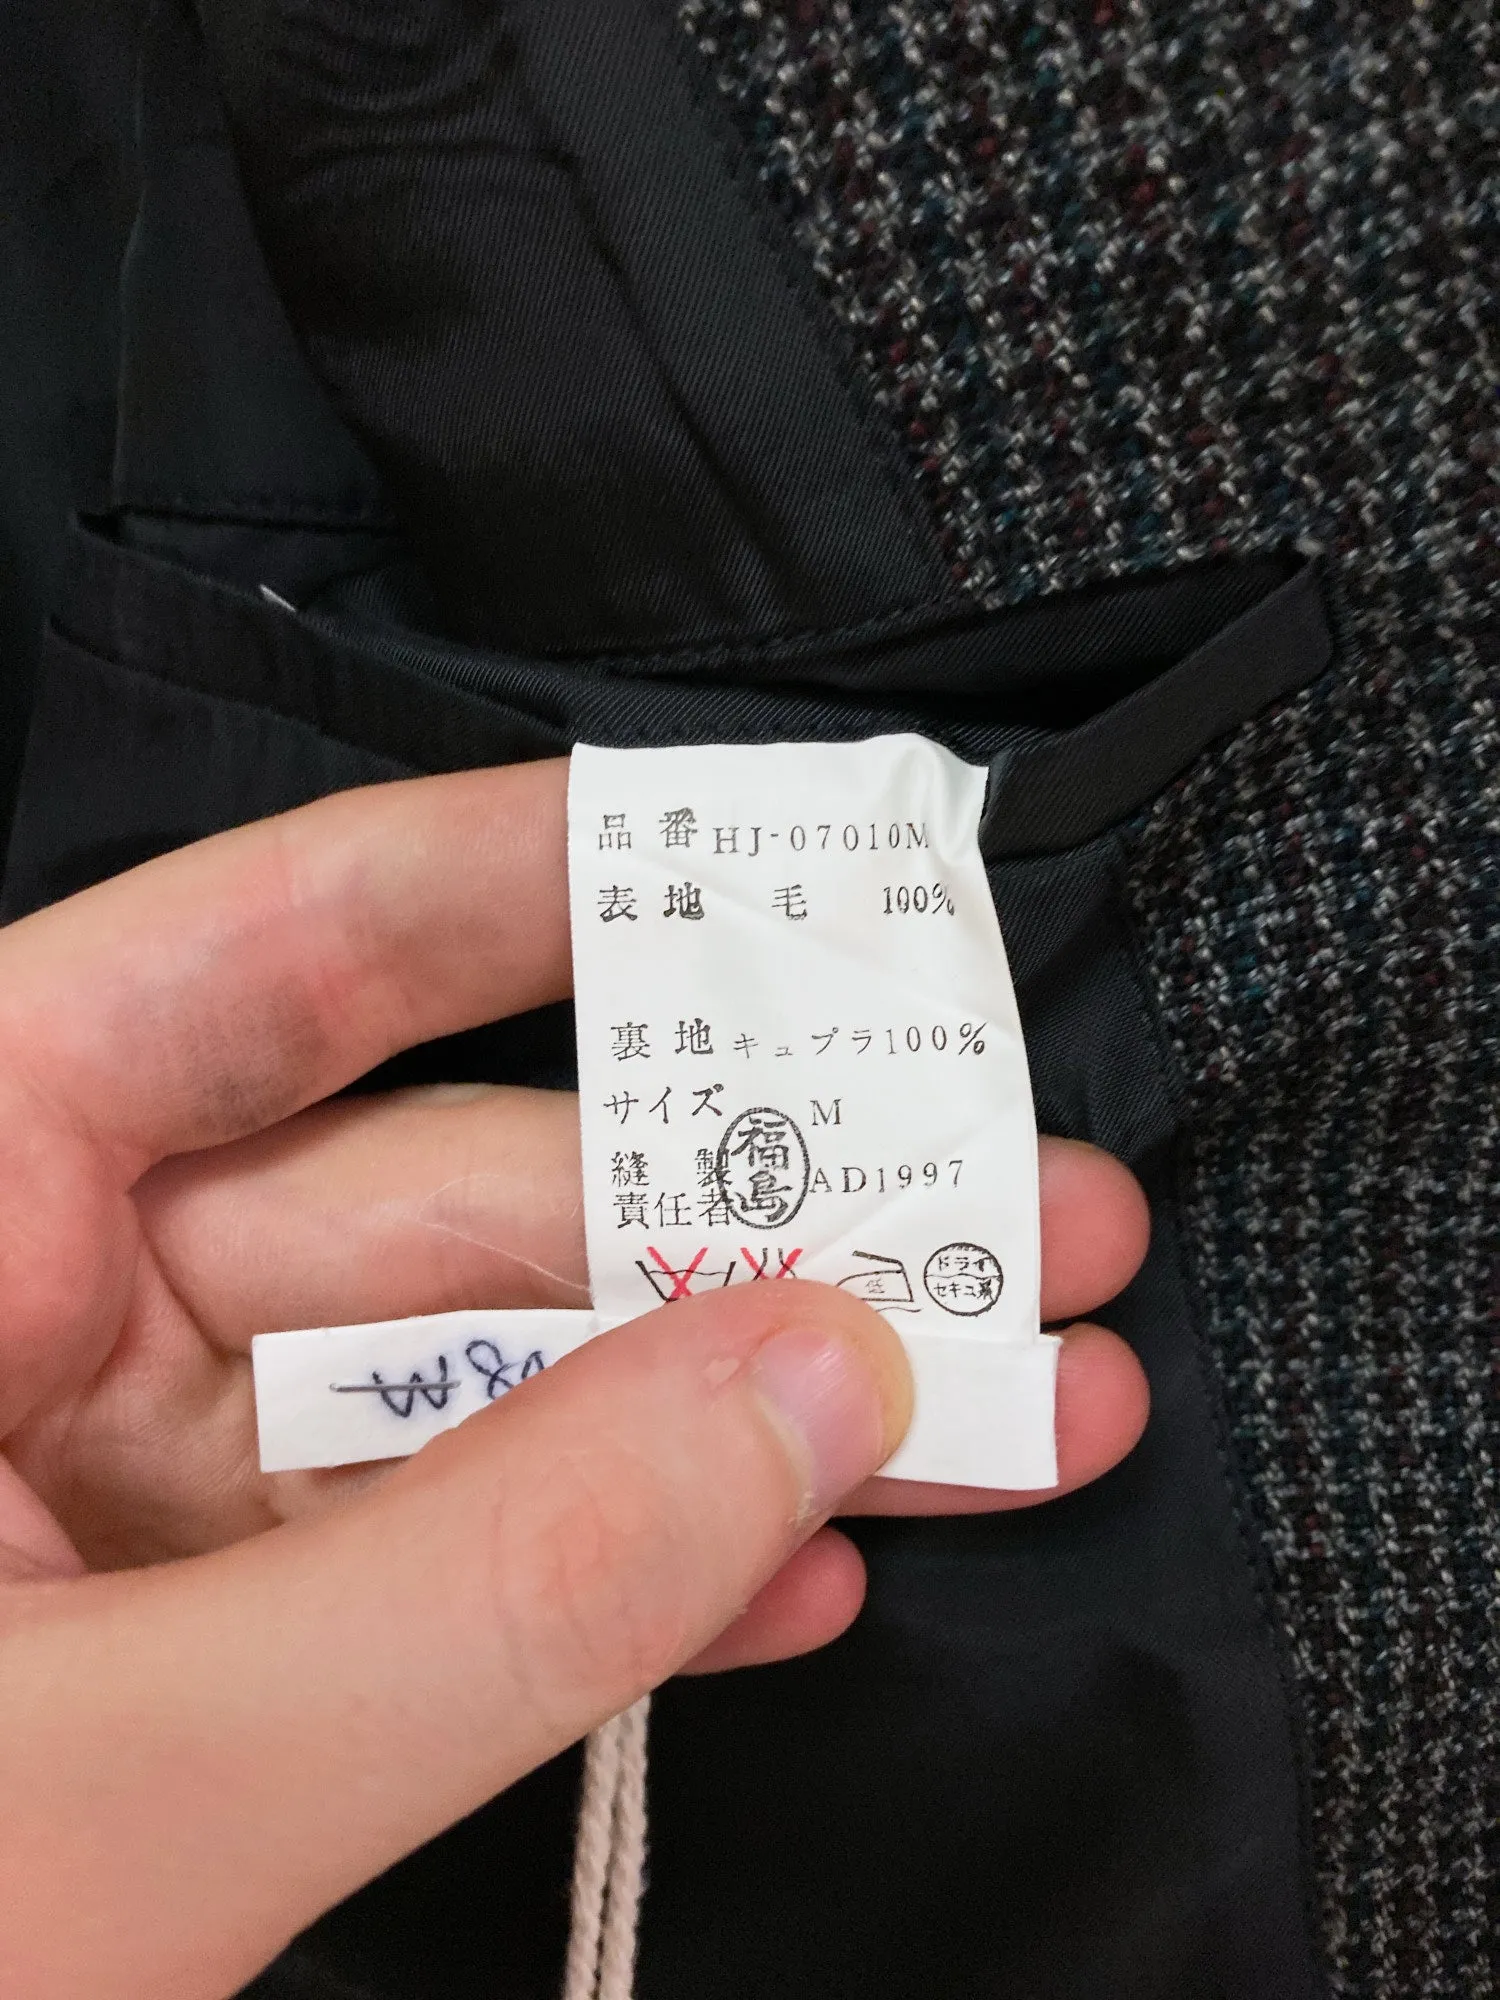 品番 HJ-07010M
表地 毛 100%
裏地 キュプラ100%
サイズ M
縫製 福島 AD1997
責任者
低
ドライ
セキユ系